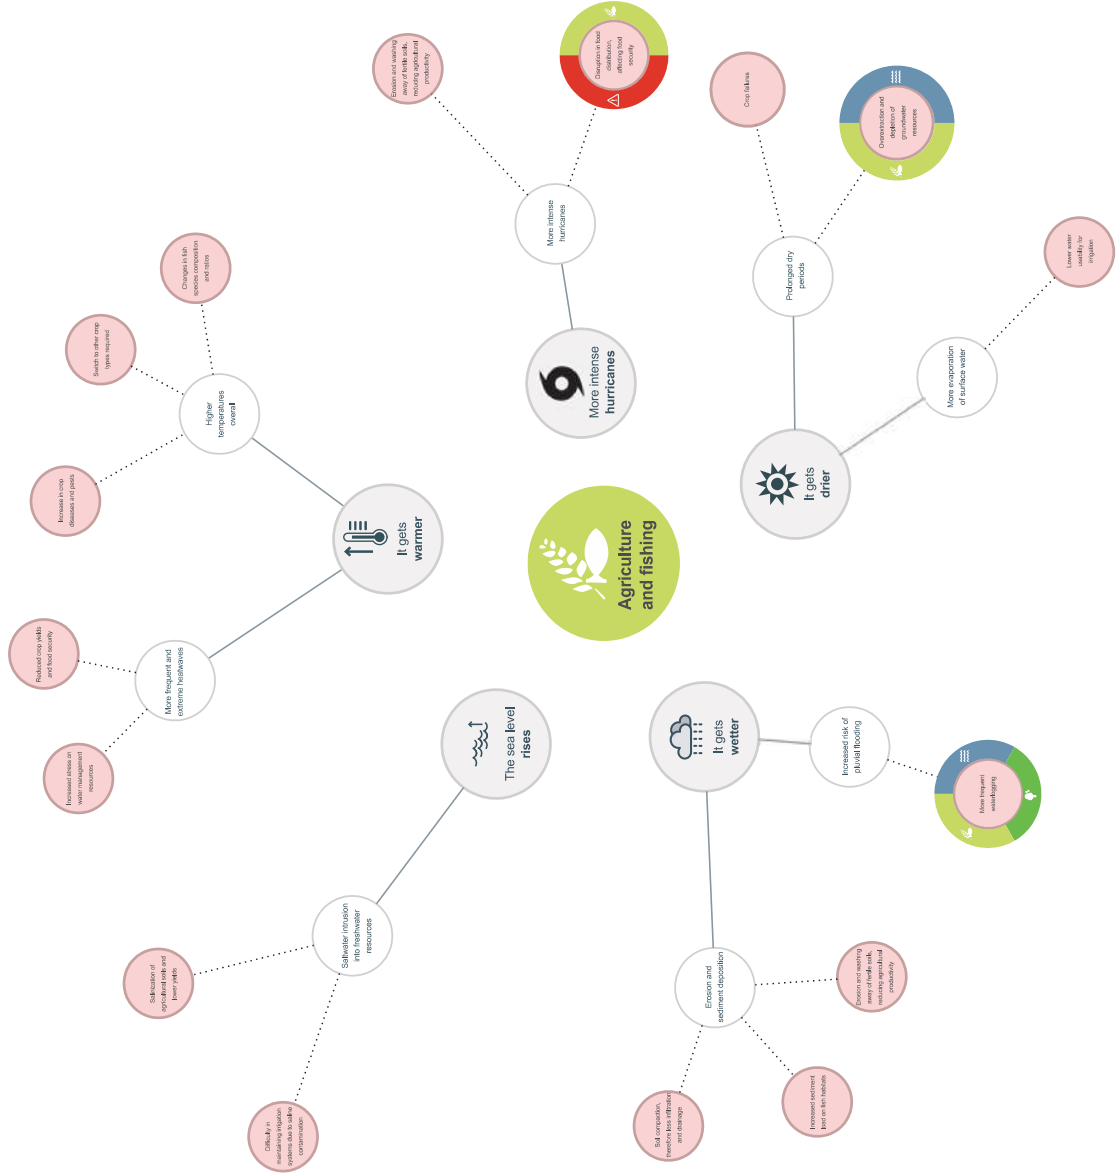 Agriculture
and fishing
It gets
warmer
Higher
temperatures
overall
Increase in crop
diseases and pests
Switch to other crop
types required
Changes in fish
species composition
and ratios
More frequent and
extreme heatwaves
Reduced crop yields
and food security
Increased stress on
water management
resources
More intense
hurricanes
More intense
hurricanes
Erosion and washing
away of fertile soils,
reducing agricultural
productivity
Disruption in food
distribution,
affecting food
security
It gets
drier
Prolonged dry
periods
Crop failures
Overextraction and
depletion of
groundwater
resources
More evaporation
of surface water
Lower water
usability for
irrigation
It gets
wetter
Increased risk of
pluvial flooding
More frequent
waterlogging
Erosion and
sediment deposition
Erosion and washing
away of fertile soils,
reducing agricultural
productivity
Increased sediment
load on fish habitats
Soil compaction,
therefore less infiltration
and drainage
The sea level
rises
Saltwater intrusion
into freshwater
resources
Salinization of
agricultural soils and
lower yields
Difficulty in
maintaining irrigation
systems due to saline
contamination